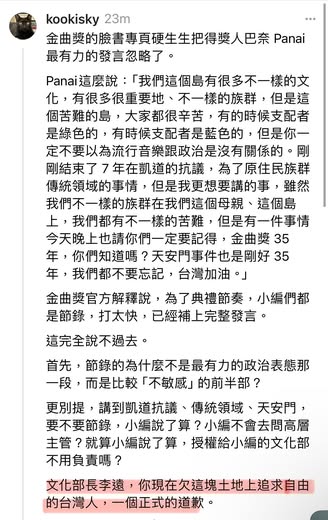 kookisky 23m
金曲獎的臉書專頁硬生生把得獎人巴奈 Panai
最有力的發言忽略了。
Panai這麼說：「我們這個島有很多不一樣的文
化，有很多很重要地、不一樣的族群，但是這
個苦難的島，大家都很辛苦，有的時候支配者
是綠色的，有時候支配者是藍色的，但是你一
定不要以為流行音樂跟政治是沒有關係的。剛
剛結束了 7 年在凱道的抗議，為了原住民族群
傳統領域的事情，但是我更想要講的事，雖然
我們不一樣的族群在我們這個母親、這個島
上，我們都有不一樣的苦難，但是有一件事情
今天晚上也請你們一定要記得，金曲獎 35
年，你們知道嗎？天安門事件也是剛好 35
年，我們都不要忘記，台灣加油。」
金曲獎官方解釋說，為了典禮節奏，小編們都
是節錄，打太快，已經補上完整發言。
這完全說不過去。
首先，節錄的為什麼不是最有力的政治表態那
一段，而是比較「不敏感」的前半部？
更別提，講到凱道抗議、傳統領域、天安門，
要不要節錄，小編說了算？小編不會去問高層
主管？就算小編說了算，授權給小編的文化部
不用負責嗎？
文化部長李遠，你現在欠這塊土地上追求自由
的台灣人，一個正式的道歉。